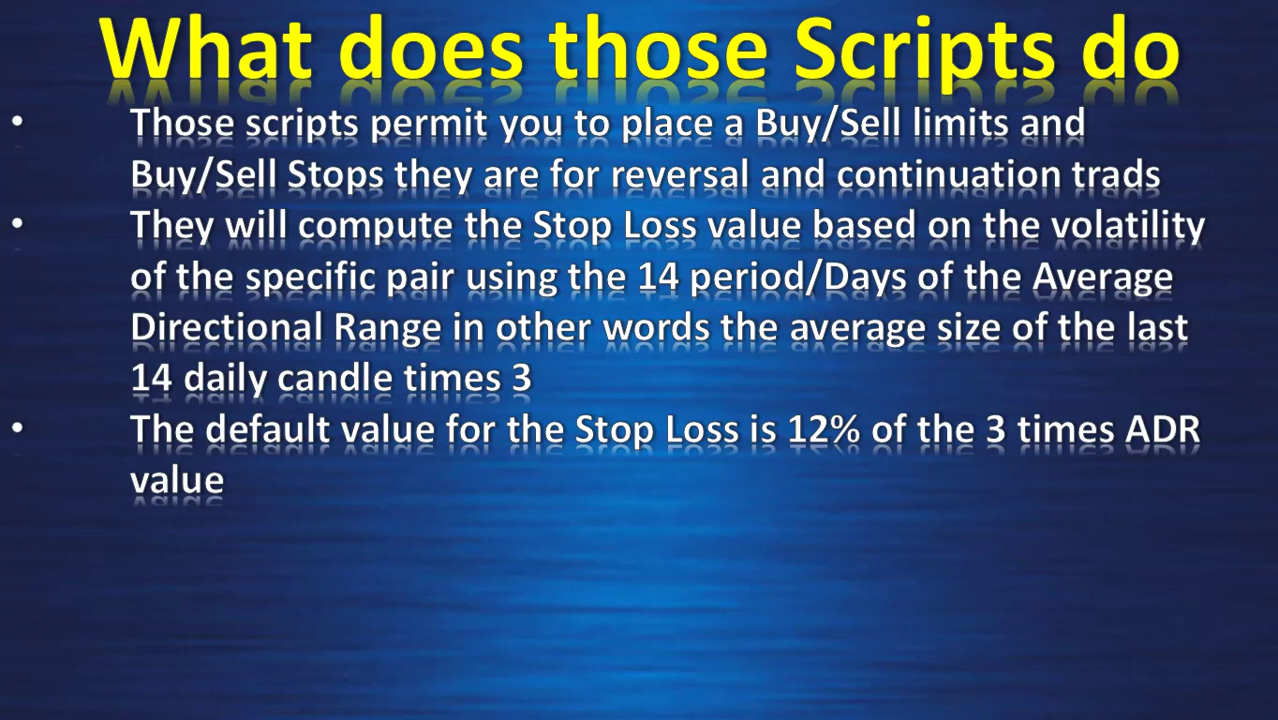 What does those Scripts do
• Those scripts permit you to place a Buy/Sell limits and
Buy/Sell Stops they are for reversal and continuation trads
• They will compute the Stop Loss value based on the volatility
of the specific pair using the 14 period/Days of the Average
Directional Range in other words the average size of the last
14 daily candle times 3
• The default value for the Stop Loss is 12% of the 3 times ADR
value